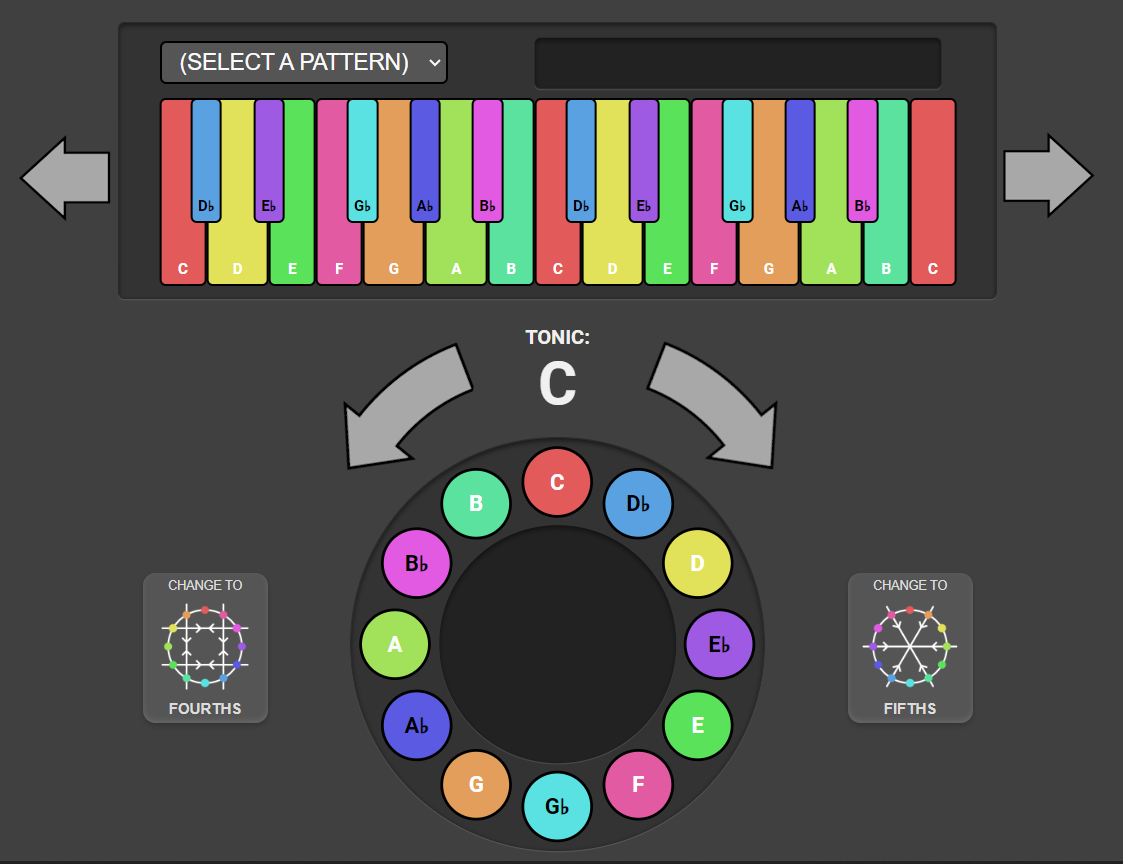 (SELECT A PATTERN)
D♭ E♭ G♭ A♭ B♭ D♭ E♭ G♭ A♭ B♭
C D E F G A B C D E F G A B C
TONIC:
C
C
B D♭
B♭ D
A E♭
A♭ E
G F
G♭
CHANGE TO
FOURTHS
CHANGE TO
FIFTHS